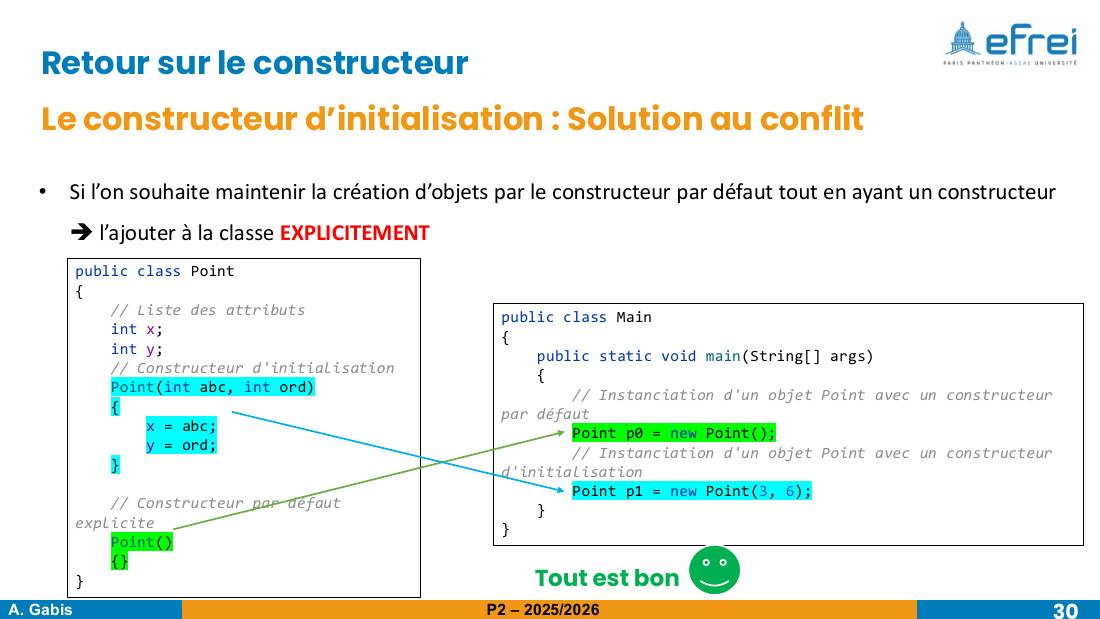 efrei
PARIS PANTHÉON-ASSAS UNIVERSITÉ
Retour sur le constructeur
Le constructeur d’initialisation : Solution au conflit
• Si l’on souhaite maintenir la création d’objets par le constructeur par défaut tout en ayant un constructeur
➔ l’ajouter à la classe EXPLICITEMENT
public class Point
{
// Liste des attributs
int x;
int y;
// Constructeur d'initialisation
Point(int abc, int ord)
{
x = abc;
y = ord;
}
// Constructeur par défaut
explicite
Point()
{}
}
public class Main
{
public static void main(String[] args)
{
// Instanciation d'un objet Point avec un constructeur
par défaut
Point p0 = new Point();
// Instanciation d'un objet Point avec un constructeur
d'initialisation
Point p1 = new Point(3, 6);
}
}
Tout est bon
A. Gabis
P2 – 2025/2026
30